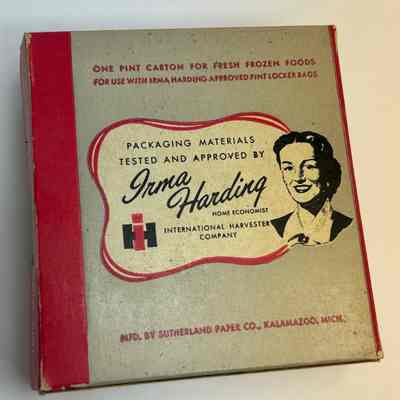 ONE PINT CARTON FOR FRESH FROZEN FOODS
FOR USE WITH IRMA HARDING APPROVED PINT LOCKER BAGS
PACKAGING MATERIALS
TESTED AND APPROVED BY
Irma
Harding
HOME ECONOMIST
IH
INTERNATIONAL HARVESTER
COMPANY
MFD. BY SUTHERLAND PAPER CO., KALAMAZOO, MICH.